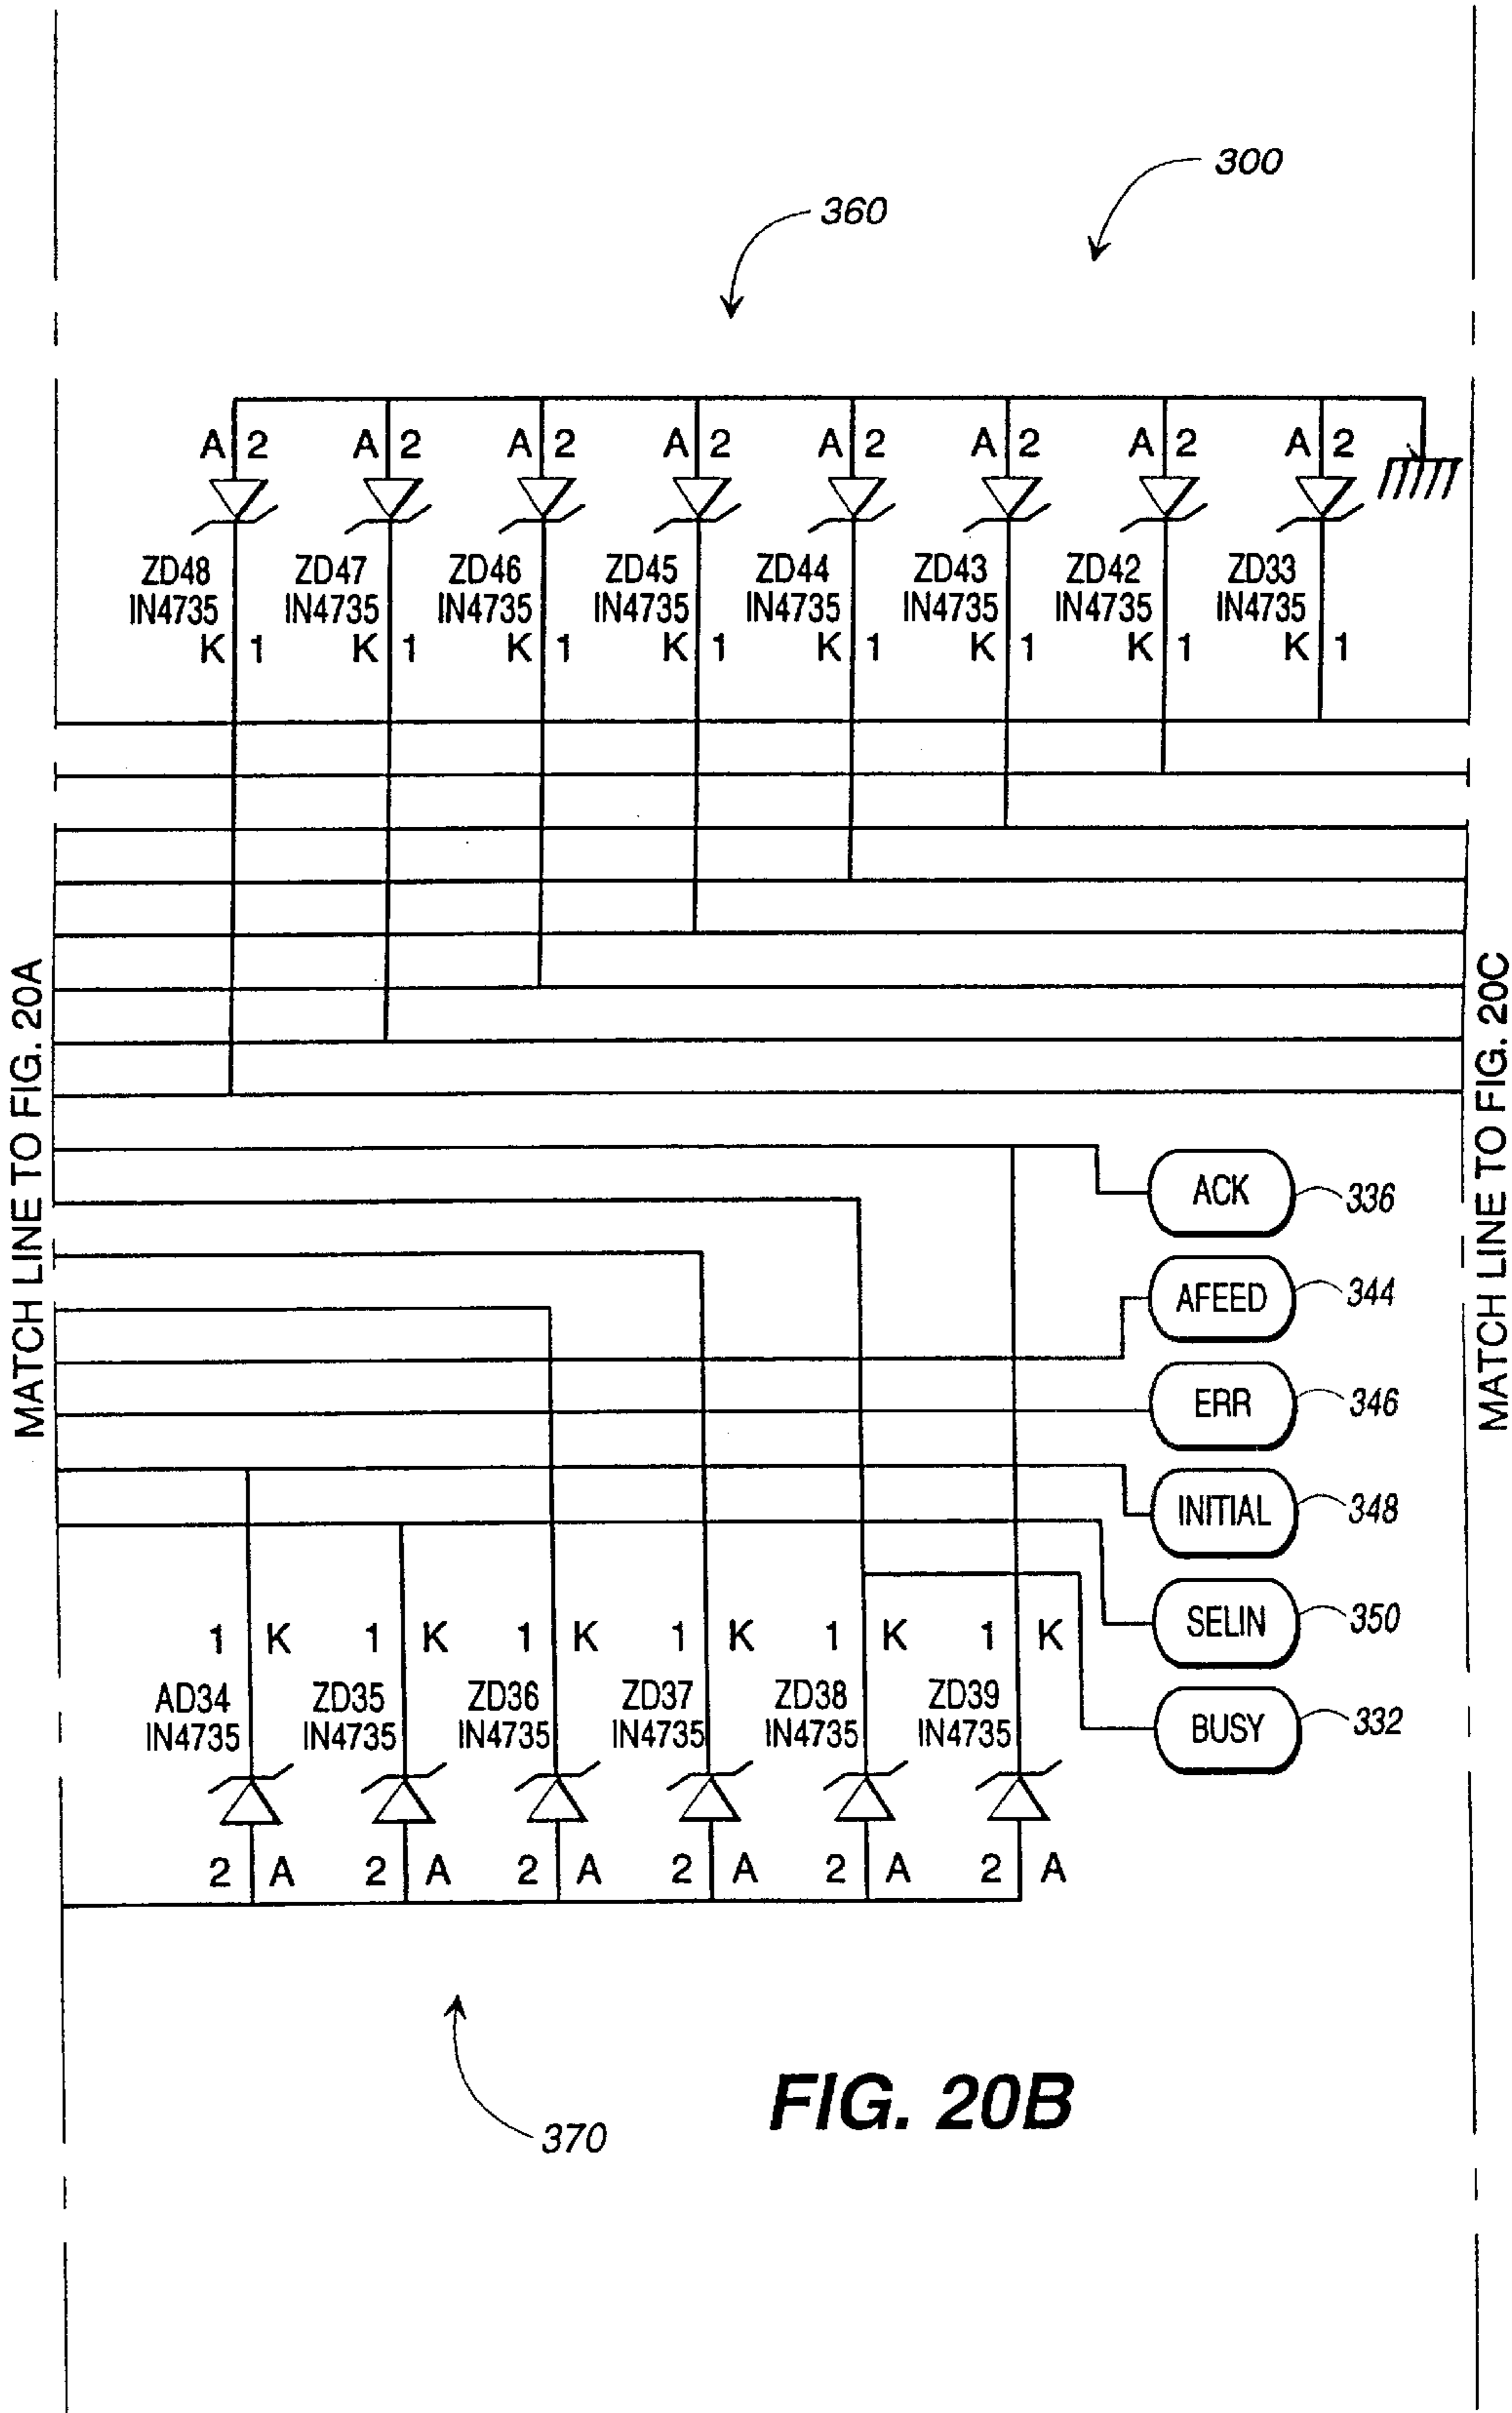 300
360
A 2 A 2 A 2 A 2 A 2 A 2 A 2 A 2
ZD48 ZD47 ZD46 ZD45 ZD44 ZD43 ZD42 ZD33
IN4735 IN4735 IN4735 IN4735 IN4735 IN4735 IN4735 IN4735
K 1 K 1 K 1 K 1 K 1 K 1 K 1 K 1
MATCH LINE TO FIG. 20A
MATCH LINE TO FIG. 20C
ACK 336
AFEED 344
ERR 346
INITIAL 348
SELIN 350
BUSY 332
1 K 1 K 1 K 1 K 1 K 1 K
AD34 ZD35 ZD36 ZD37 ZD38 ZD39
IN4735 IN4735 IN4735 IN4735 IN4735 IN4735
2 A 2 A 2 A 2 A 2 A 2 A
370
FIG. 20B